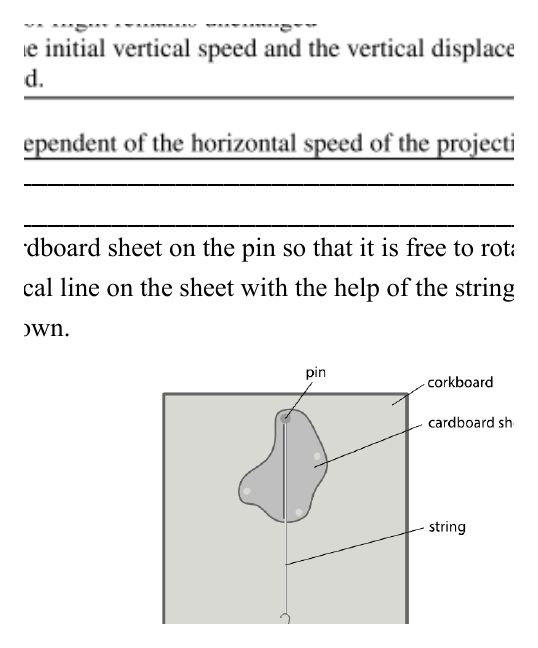 e initial vertical speed and the vertical displace
d.
ependent of the horizontal speed of the projecti
rdboard sheet on the pin so that it is free to rota
cal line on the sheet with the help of the string
own.
pin
corkboard
cardboard sh
string